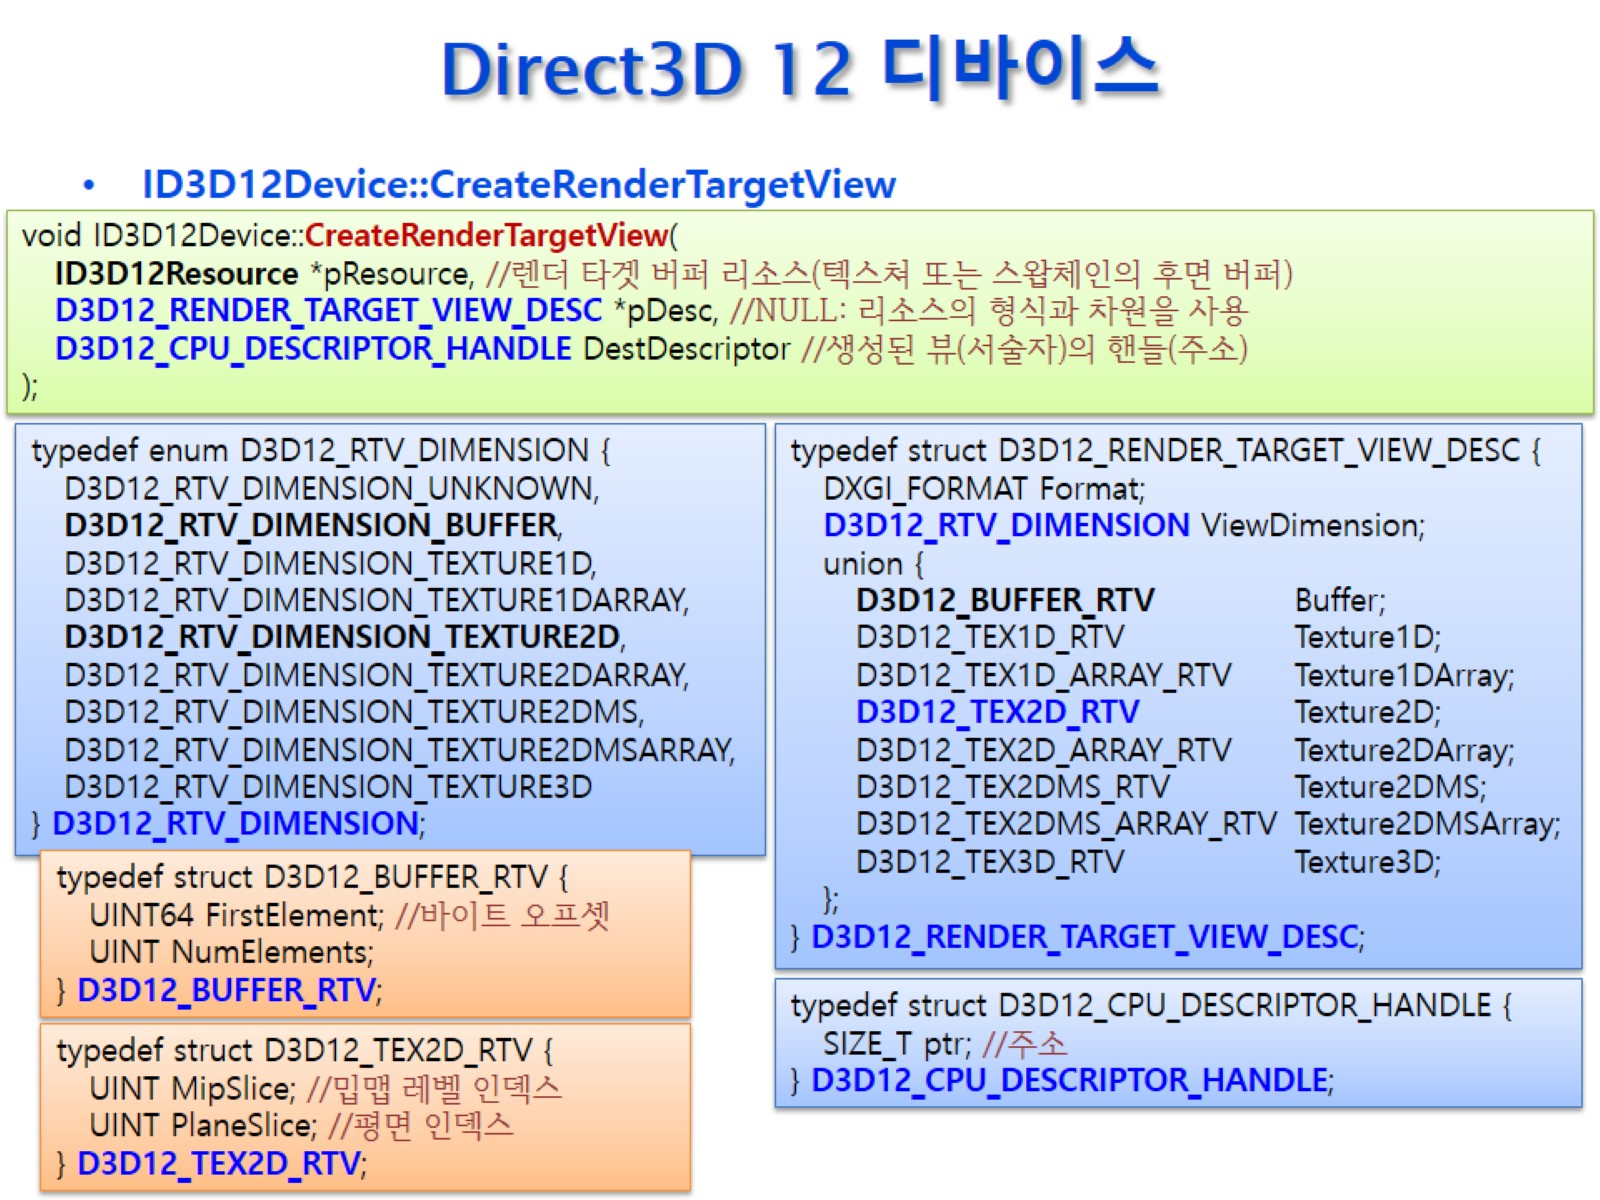 Direct3D 12 디바이스
• ID3D12Device::CreateRenderTargetView
void ID3D12Device::CreateRenderTargetView(
ID3D12Resource *pResource, //렌더 타겟 버퍼 리소스(텍스쳐 또는 스왑체인의 후면 버퍼)
D3D12_RENDER_TARGET_VIEW_DESC *pDesc, //NULL: 리소스의 형식과 차원을 사용
D3D12_CPU_DESCRIPTOR_HANDLE DestDescriptor //생성된 뷰(서술자)의 핸들(주소)
);
typedef enum D3D12_RTV_DIMENSION {
D3D12_RTV_DIMENSION_UNKNOWN,
D3D12_RTV_DIMENSION_BUFFER,
D3D12_RTV_DIMENSION_TEXTURE1D,
D3D12_RTV_DIMENSION_TEXTURE1DARRAY,
D3D12_RTV_DIMENSION_TEXTURE2D,
D3D12_RTV_DIMENSION_TEXTURE2DARRAY,
D3D12_RTV_DIMENSION_TEXTURE2DMS,
D3D12_RTV_DIMENSION_TEXTURE2DMSARRAY,
D3D12_RTV_DIMENSION_TEXTURE3D
} D3D12_RTV_DIMENSION;
typedef struct D3D12_BUFFER_RTV {
UINT64 FirstElement; //바이트 오프셋
UINT NumElements;
} D3D12_BUFFER_RTV;
typedef struct D3D12_TEX2D_RTV {
UINT MipSlice; //밉맵 레벨 인덱스
UINT PlaneSlice; //평면 인덱스
} D3D12_TEX2D_RTV;
typedef struct D3D12_RENDER_TARGET_VIEW_DESC {
DXGI_FORMAT Format;
D3D12_RTV_DIMENSION ViewDimension;
union {
D3D12_BUFFER_RTV Buffer;
D3D12_TEX1D_RTV Texture1D;
D3D12_TEX1D_ARRAY_RTV Texture1DArray;
D3D12_TEX2D_RTV Texture2D;
D3D12_TEX2D_ARRAY_RTV Texture2DArray;
D3D12_TEX2DMS_RTV Texture2DMS;
D3D12_TEX2DMS_ARRAY_RTV Texture2DMSArray;
D3D12_TEX3D_RTV Texture3D;
};
} D3D12_RENDER_TARGET_VIEW_DESC;
typedef struct D3D12_CPU_DESCRIPTOR_HANDLE {
SIZE_T ptr; //주소
} D3D12_CPU_DESCRIPTOR_HANDLE;